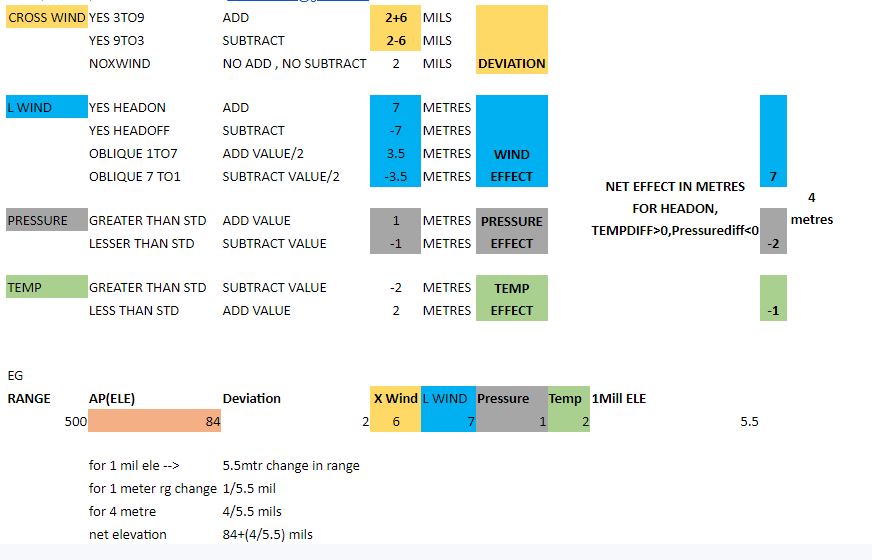 CROSS WIND YES 3TO9 ADD 2+6 MILS
YES 9TO3 SUBTRACT 2-6 MILS
NOXWIND NO ADD , NO SUBTRACT 2 MILS DEVIATION
L WIND YES HEADON ADD 7 METRES
YES HEADOFF SUBTRACT -7 METRES
OBLIQUE 1TO7 ADD VALUE/2 3.5 METRES WIND
OBLIQUE 7 TO1 SUBTRACT VALUE/2 -3.5 METRES EFFECT 7
NET EFFECT IN METRES
FOR HEADON,
TEMPDIFF>0,Pressurediff<0
4
metres
PRESSURE GREATER THAN STD ADD VALUE 1 METRES PRESSURE
LESSER THAN STD SUBTRACT VALUE -1 METRES EFFECT -2
TEMP GREATER THAN STD SUBTRACT VALUE -2 METRES TEMP
LESS THAN STD ADD VALUE 2 METRES EFFECT -1
EG
RANGE AP(ELE) Deviation X Wind L WIND Pressure Temp 1Mill ELE
500 84 2 6 7 1 2 5.5
for 1 mil ele --> 5.5mtr change in range
for 1 meter rg change 1/5.5 mil
for 4 metre 4/5.5 mils
net elevation 84+(4/5.5) mils